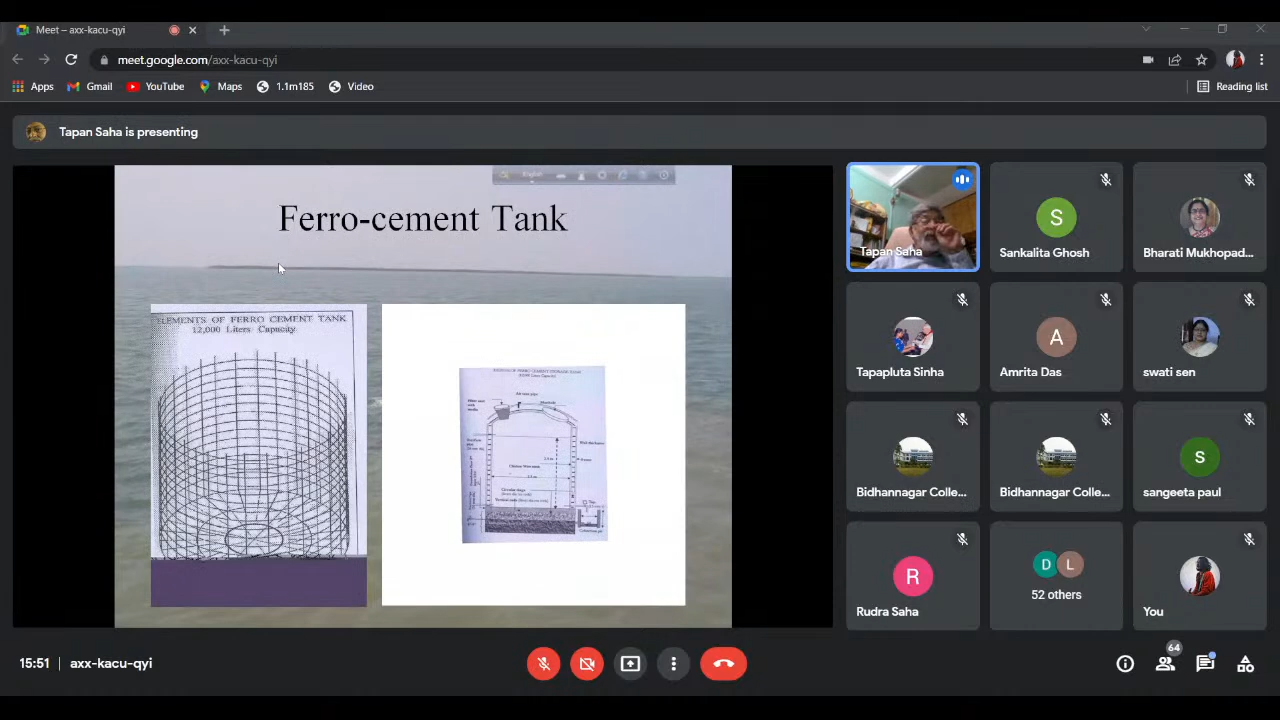 Meet – axx-kacu-qyi
meet.google.com/axx-kacu-qyi
Apps
Gmail
YouTube
Maps
1.1m185
Video
Reading list
Tapan Saha is presenting
English
Ferro-cement Tank
ELEMENTS OF FERRO CEMENT TANK
12,000 Liters Capacity
Tapan Saha
S
Sankalita Ghosh
Bharati Mukhopad...
Tapapluta Sinha
A
Amrita Das
swati sen
Bidhannagar Colle...
Bidhannagar Colle...
S
sangeeta paul
R
Rudra Saha
D L
52 others
You
15:51
axx-kacu-qyi
64